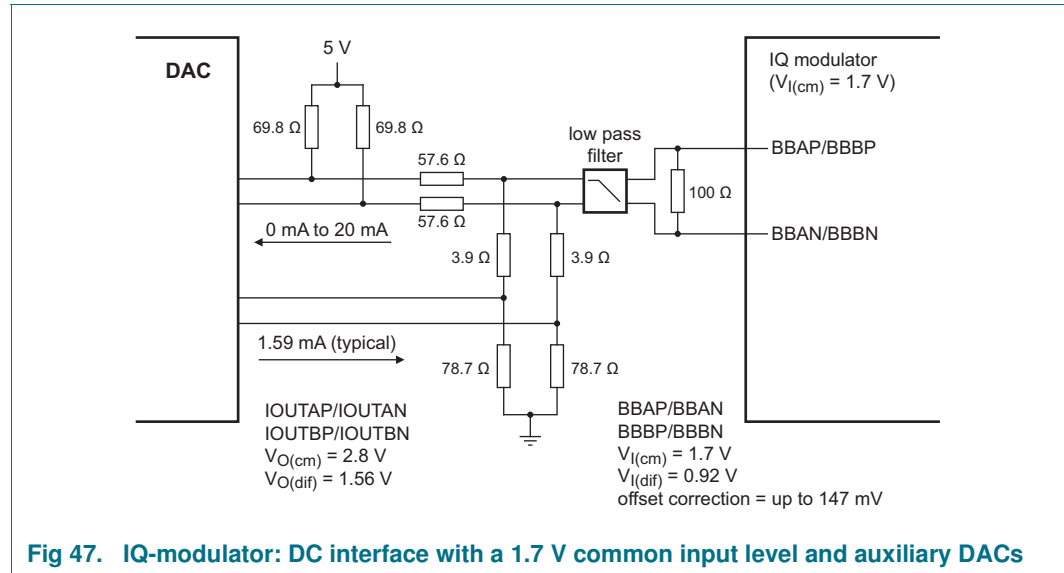 DAC
5 V
69.8 Ω
69.8 Ω
57.6 Ω
57.6 Ω
0 mA to 20 mA
3.9 Ω
3.9 Ω
1.59 mA (typical)
78.7 Ω
78.7 Ω
low pass
filter
IQ modulator
(VI(cm) = 1.7 V)
BBAP/BBBP
100 Ω
BBAN/BBBN
IOUTAP/IOUTAN
IOUTBP/IOUTBN
VO(cm) = 2.8 V
VO(dif) = 1.56 V
BBAP/BBAN
BBBP/BBBN
VI(cm) = 1.7 V
VI(dif) = 0.92 V
offset correction = up to 147 mV
Fig 47. IQ-modulator: DC interface with a 1.7 V common input level and auxiliary DACs